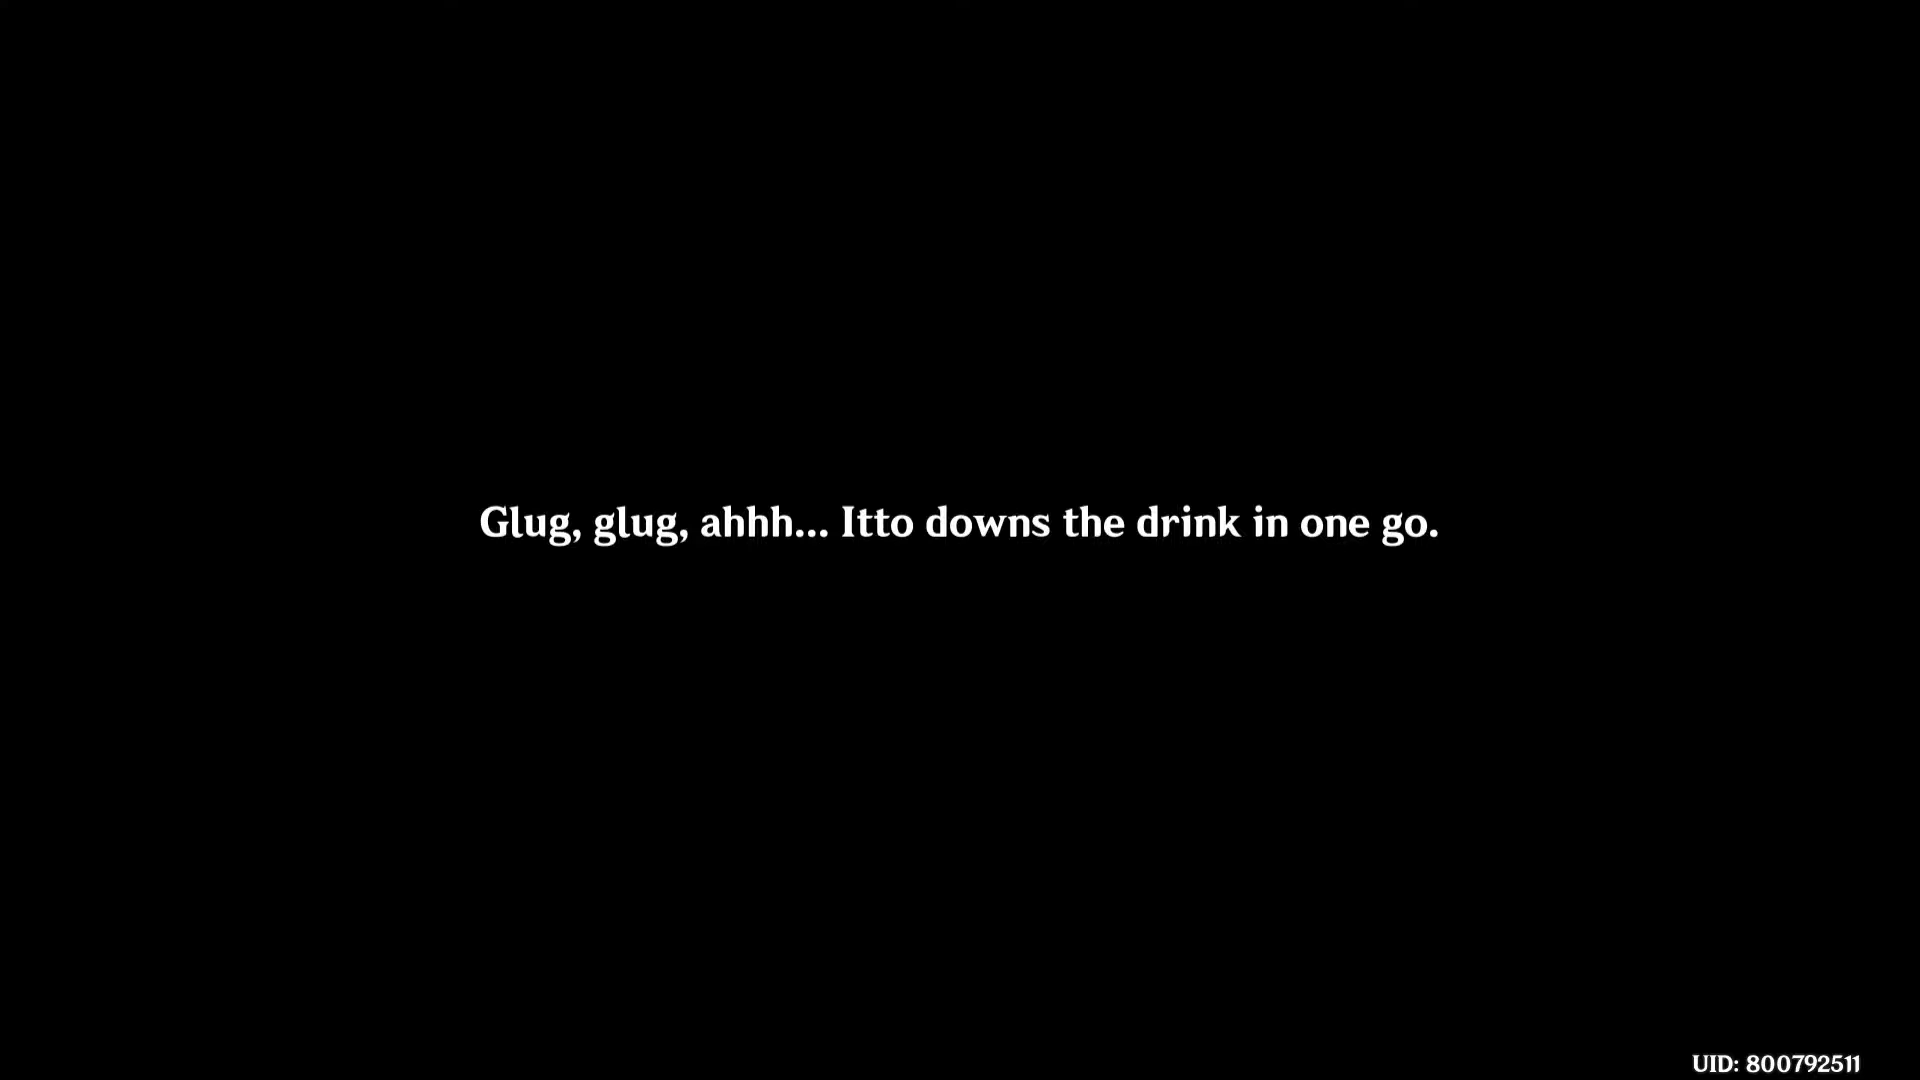 Glug, glug, ahhh... Itto downs the drink in one go.
UID: 800792511